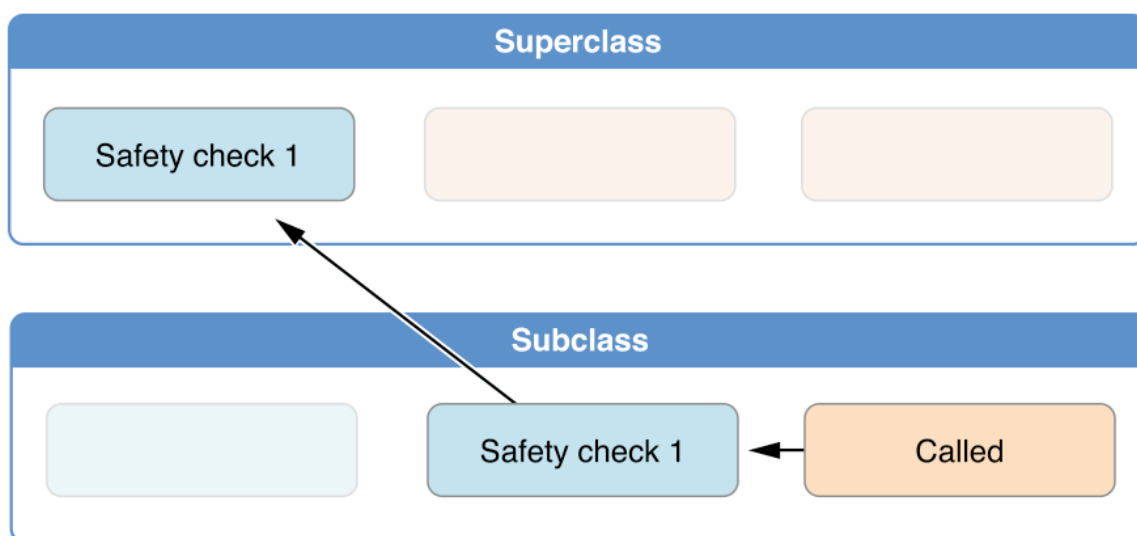 Superclass
Safety check 1
Subclass
Safety check 1
Called